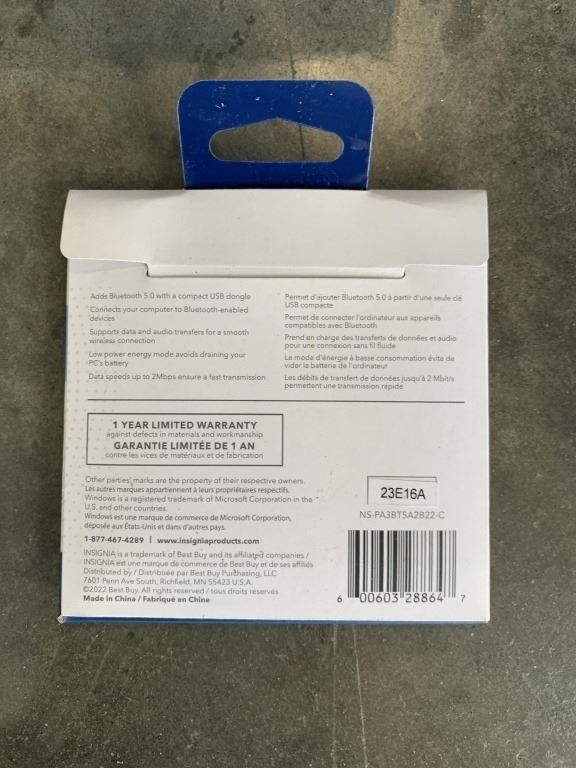 Adds Bluetooth 5.0 with a compact USB dongle
Connects your computer to Bluetooth-enabled
devices
Supports data and audio transfers for a smooth
wireless connection
Low power energy mode avoids draining your
PC's battery
Data speeds up to 2Mbps ensure a fast transmission
Permet d'ajouter Bluetooth 5.0 à partir d'une seule clé
USB compacte
Permet de connecter l'ordinateur aux appareils
compatibles avec Bluetooth
Prend en charge des transferts de données et audio
pour une connexion sans fil fluide
Le mode d'énergie à basse consommation évite de
vider la batterie de l'ordinateur
Les débits de transfert de données jusqu'à 2 Mbit/s
permettent une transmission rapide
1 YEAR LIMITED WARRANTY
against defects in materials and workmanship
GARANTIE LIMITÉE DE 1 AN
contre les vices de matériaux et de fabrication
Other parties' marks are the property of their respective owners.
Les autres marques appartiennent à leurs propriétaires respectifs.
Windows is a registered trademark of Microsoft Corporation in the
U.S. and other countries.
Windows est une marque de commerce de Microsoft Corporation,
déposée aux États-Unis et dans d'autres pays.
1-877-467-4289 | www.insigniaproducts.com
INSIGNIA is a trademark of Best Buy and its affiliated companies /
INSIGNIA est une marque de commerce de Best Buy et de ses affiliés
Distributed by / Distribuée par Best Buy Purchasing, LLC
7601 Penn Ave South, Richfield, MN 55423 U.S.A.
©2022 Best Buy. All rights reserved / tous droits réservés
Made in China / Fabriqué en Chine
23E16A
NS-PA3BT5A2B22-C
6 00603 28864 7